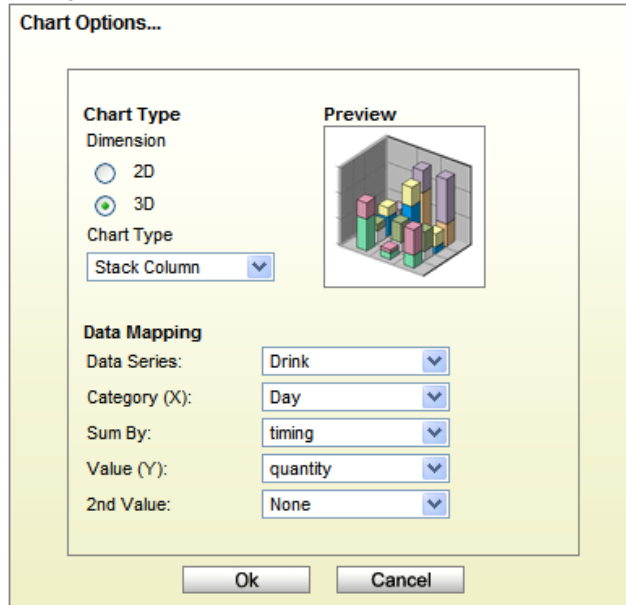 Chart Options...
Chart Type
Preview
Dimension
2D
3D
Chart Type
Stack Column
Data Mapping
Data Series: Drink
Category (X): Day
Sum By: timing
Value (Y): quantity
2nd Value: None
Ok Cancel